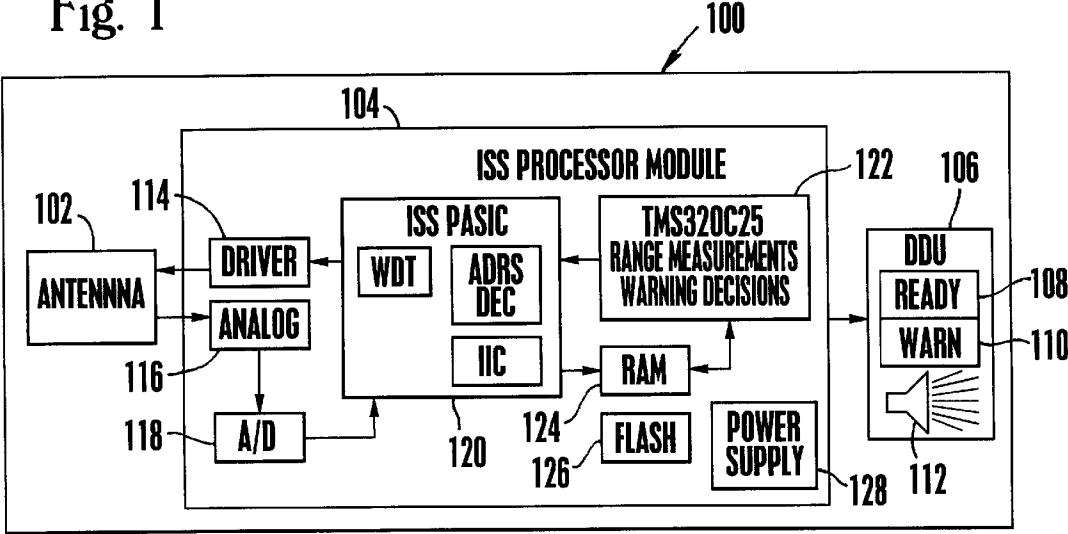 Fig. 1
100
104
ISS PROCESSOR MODULE
122
106
102
114
ISS PASIC
TMS320C25
RANGE MEASUREMENTS
WARNING DECISIONS
DDU
ANTENNNA
DRIVER
WDT
ADRS
DEC
READY
108
ANALOG
WARN
110
116
IIC
RAM
124
118
A/D
120
126
FLASH
POWER
SUPPLY
128
112